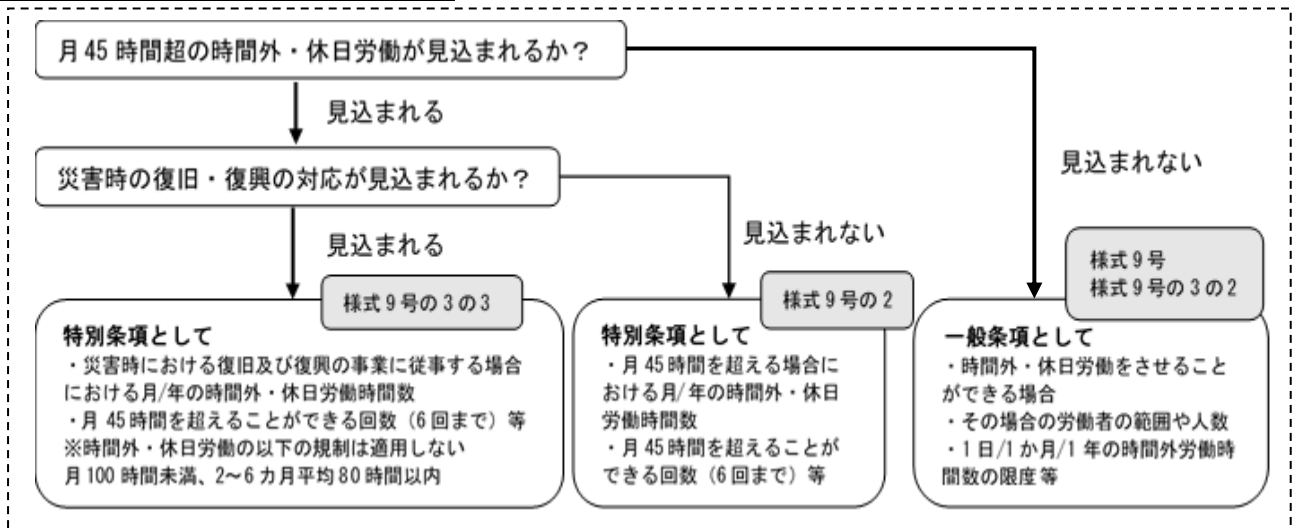 月45時間超の時間外・休日労働が見込まれるか？
見込まれる
災害時の復旧・復興の対応が見込まれるか？
見込まれない
見込まれる
見込まれない
様式9号の3の3
特別条項として
・災害時における復旧及び復興の事業に従事する場合
における月/年の時間外・休日労働時間数
・月45時間を超えることができる回数（6回まで）等
※時間外・休日労働の以下の規制は適用しない
月100時間未満、2～6カ月平均80時間以内
様式9号の2
特別条項として
・月45時間を超える場合に
おける月/年の時間外・休日
労働時間数
・月45時間を超えることが
できる回数（6回まで）等
様式9号
様式9号の3の2
一般条項として
・時間外・休日労働をさせること
ができる場合
・その場合の労働者の範囲や人数
・1日/1か月/1年の時間外労働時
間数の限度等